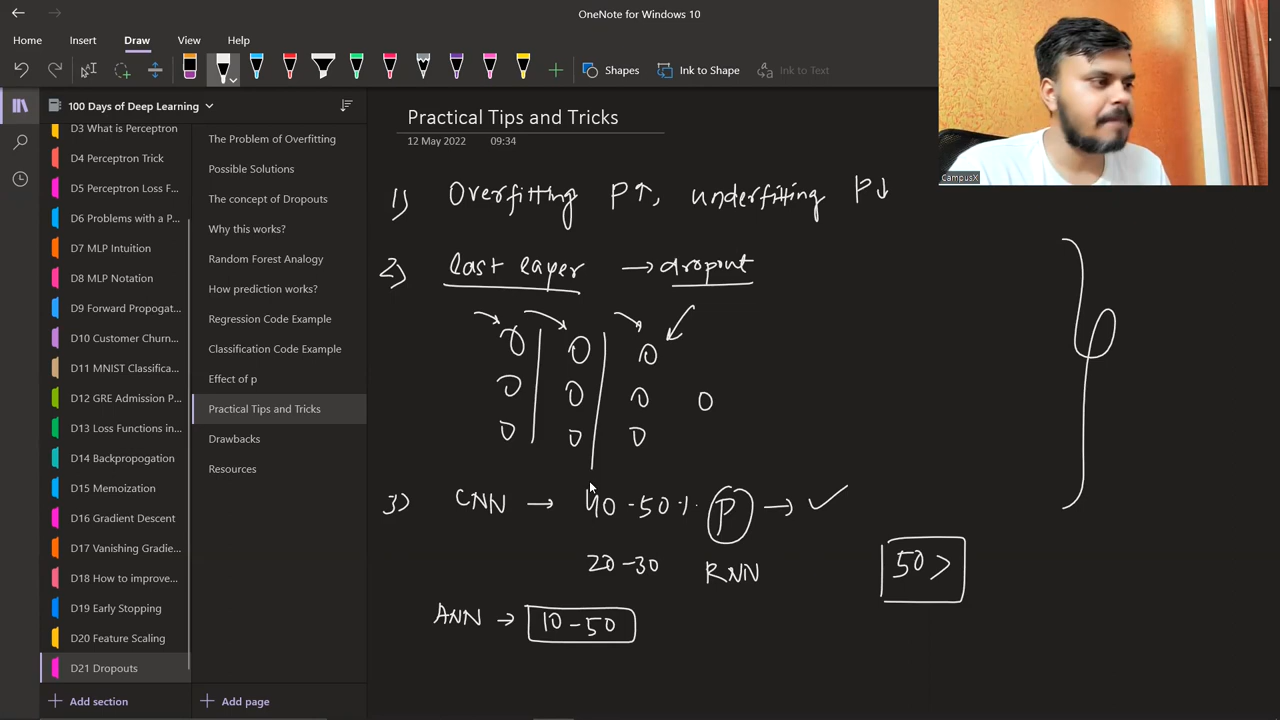 OneNote for Windows 10
Home Insert Draw View Help
Shapes Ink to Shape Ink to Text
100 Days of Deep Learning
D3 What is Perceptron
D4 Perceptron Trick
D5 Perceptron Loss F...
D6 Problems with a P...
D7 MLP Intuition
D8 MLP Notation
D9 Forward Propogat...
D10 Customer Churn...
D11 MNIST Classifica...
D12 GRE Admission P...
D13 Loss Functions in...
D14 Backpropogation
D15 Memoization
D16 Gradient Descent
D17 Vanishing Gradie...
D18 How to improve...
D19 Early Stopping
D20 Feature Scaling
D21 Dropouts
Add section
The Problem of Overfitting
Possible Solutions
The concept of Dropouts
Why this works?
Random Forest Analogy
How prediction works?
Regression Code Example
Classification Code Example
Effect of p
Practical Tips and Tricks
Drawbacks
Resources
Add page
Practical Tips and Tricks
12 May 2022 09:34
1) Overfitting P↑, underfitting P↓
2) last layer → dropout
3) CNN → 40-50% P → ✓
20-30 RNN
50 >
ANN → 10-50
CampusX